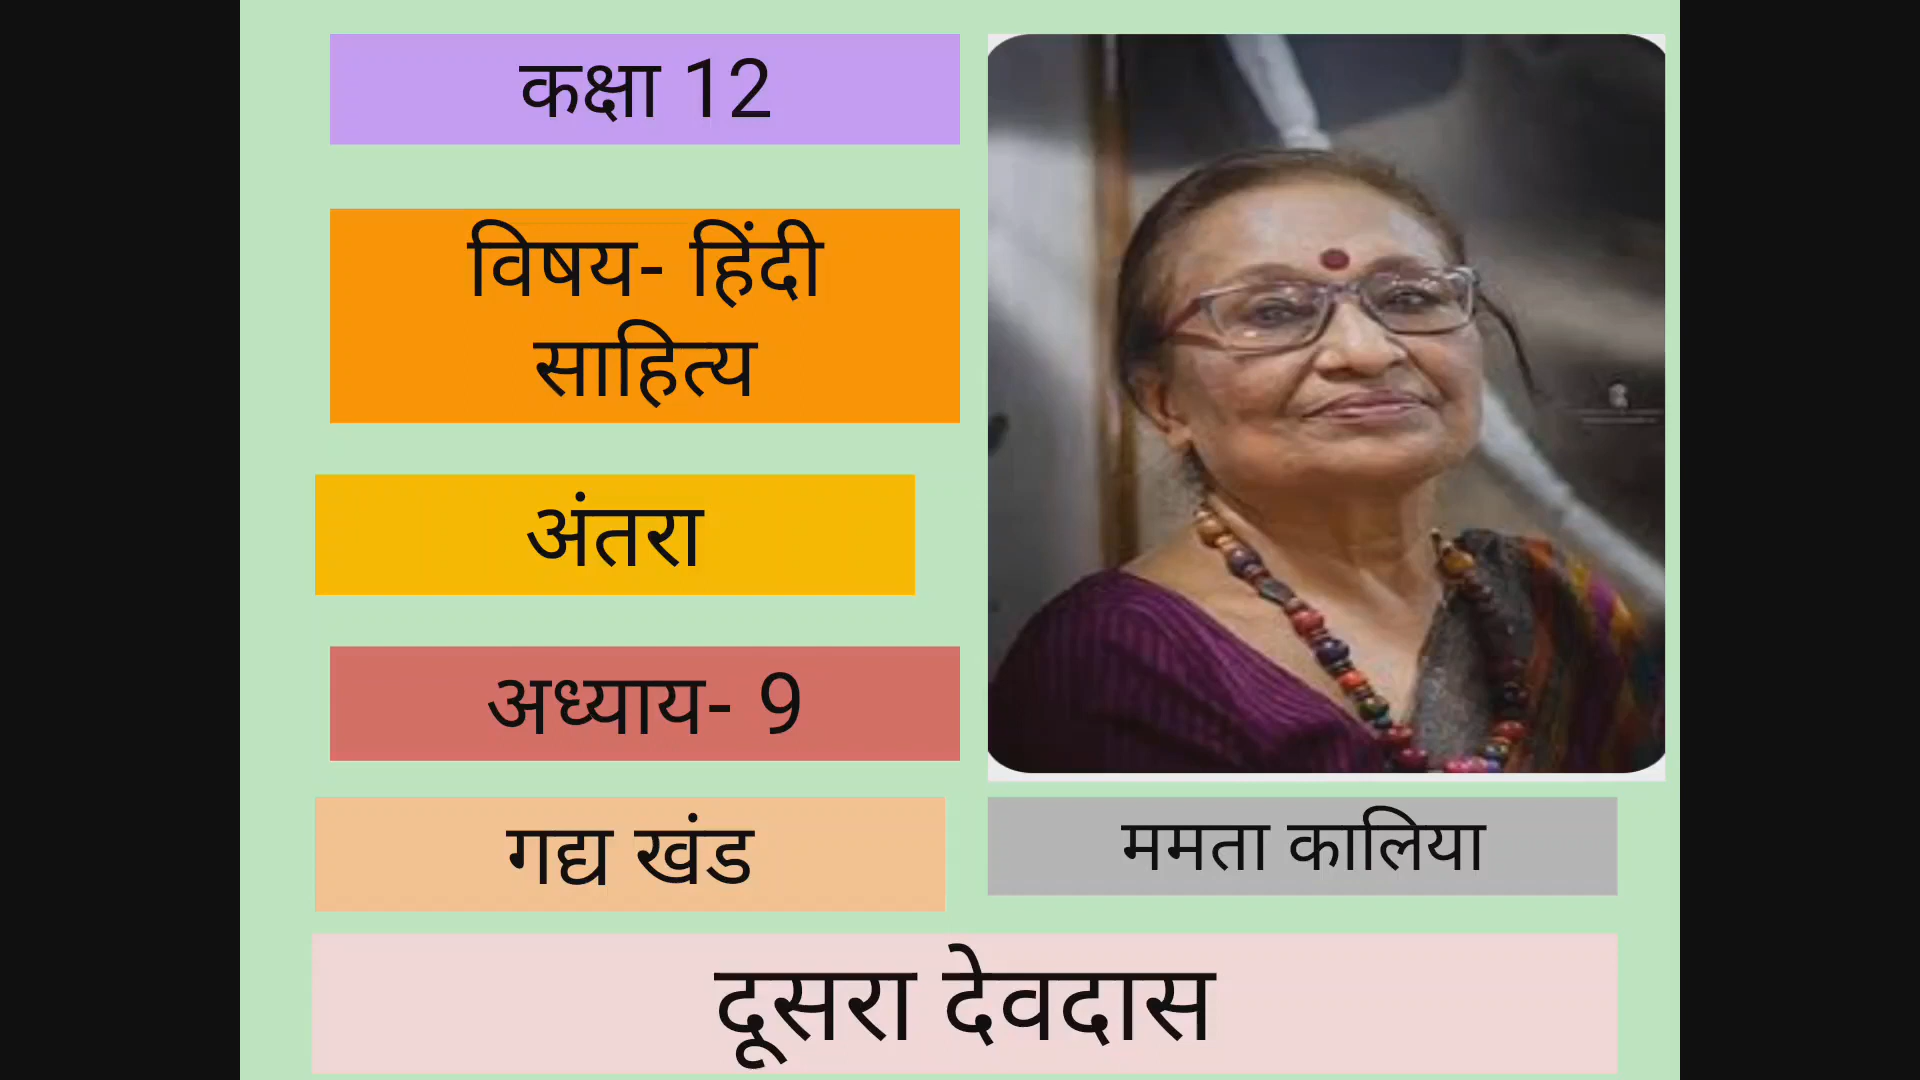 कक्षा 12
विषय- हिंदी
साहित्य
अंतरा
अध्याय- 9
गद्य खंड
ममता कालिया
दूसरा देवदास